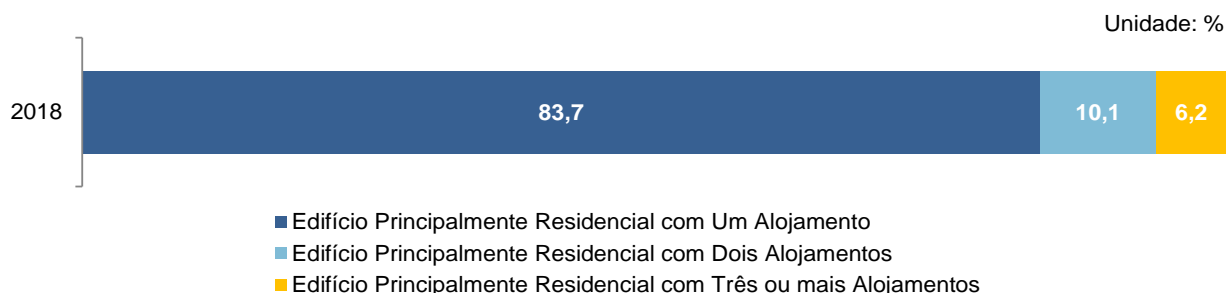 Unidade: %
2018
83,7
10,1
6,2
Edifício Principalmente Residencial com Um Alojamento
Edifício Principalmente Residencial com Dois Alojamentos
Edifício Principalmente Residencial com Três ou mais Alojamentos